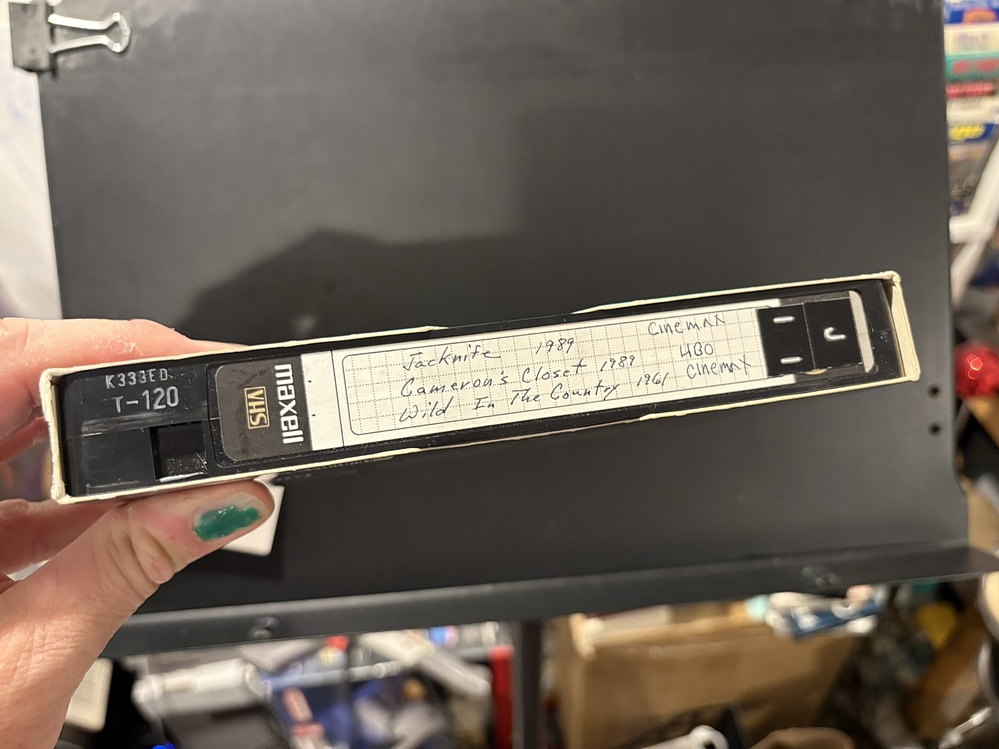 K333ED
T-120
maxell
VHS
Jacknife 1989 Cinemax
Cameron's Closet 1989 HBO
Wild In The Country 1961 Cinemax